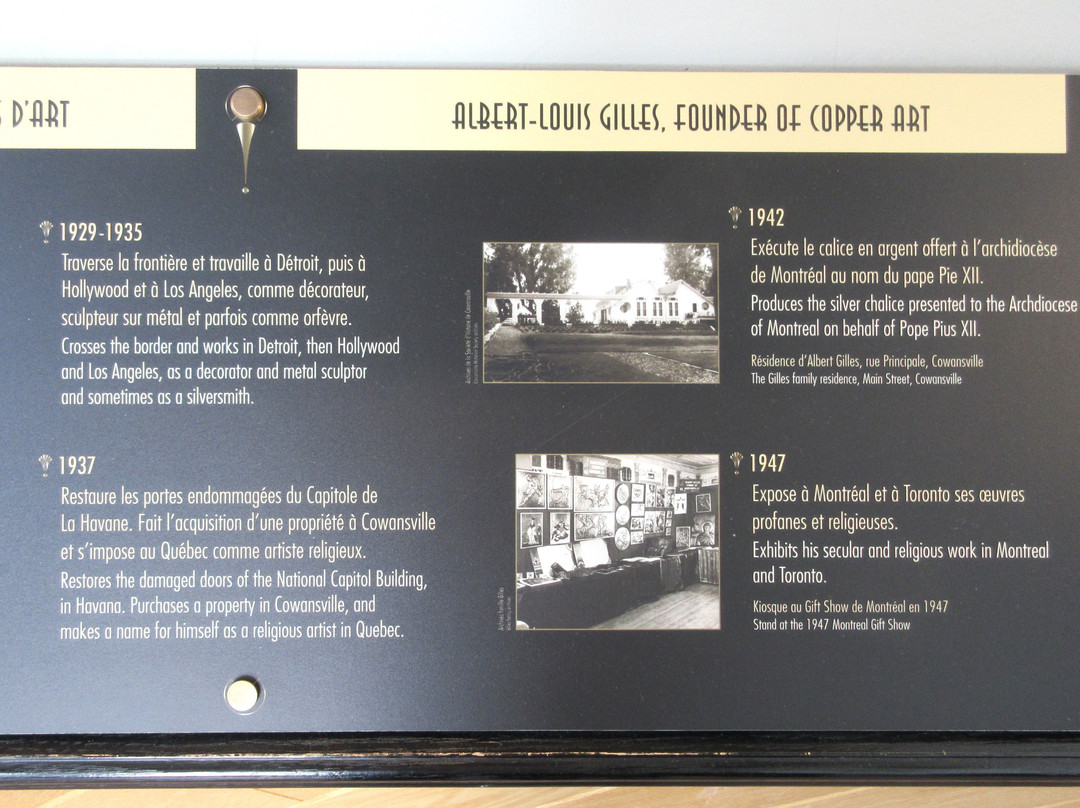 S D'ART
ALBERT-LOUIS GILLES, FOUNDER OF COPPER ART
1929-1935
Traverse la frontière et travaille à Détroit, puis à
Hollywood et à Los Angeles, comme décorateur,
sculpteur sur métal et parfois comme orfèvre.
Crosses the border and works in Detroit, then Hollywood
and Los Angeles, as a decorator and metal sculptor
and sometimes as a silversmith.
1937
Restaure les portes endommagées du Capitole de
La Havane. Fait l'acquisition d'une propriété à Cowansville
et s'impose au Québec comme artiste religieux.
Restores the damaged doors of the National Capitol Building,
in Havana. Purchases a property in Cowansville, and
makes a name for himself as a religious artist in Quebec.
1942
Exécute le calice en argent offert à l'archidiocèse
de Montréal au nom du pape Pie XII.
Produces the silver chalice presented to the Archdiocese
of Montreal on behalf of Pope Pius XII.
Résidence d'Albert Gilles, rue Principale, Cowansville
The Gilles family residence, Main Street, Cowansville
1947
Expose à Montréal et à Toronto ses œuvres
profanes et religieuses.
Exhibits his secular and religious work in Montreal
and Toronto.
Kiosque au Gift Show de Montréal en 1947
Stand at the 1947 Montreal Gift Show